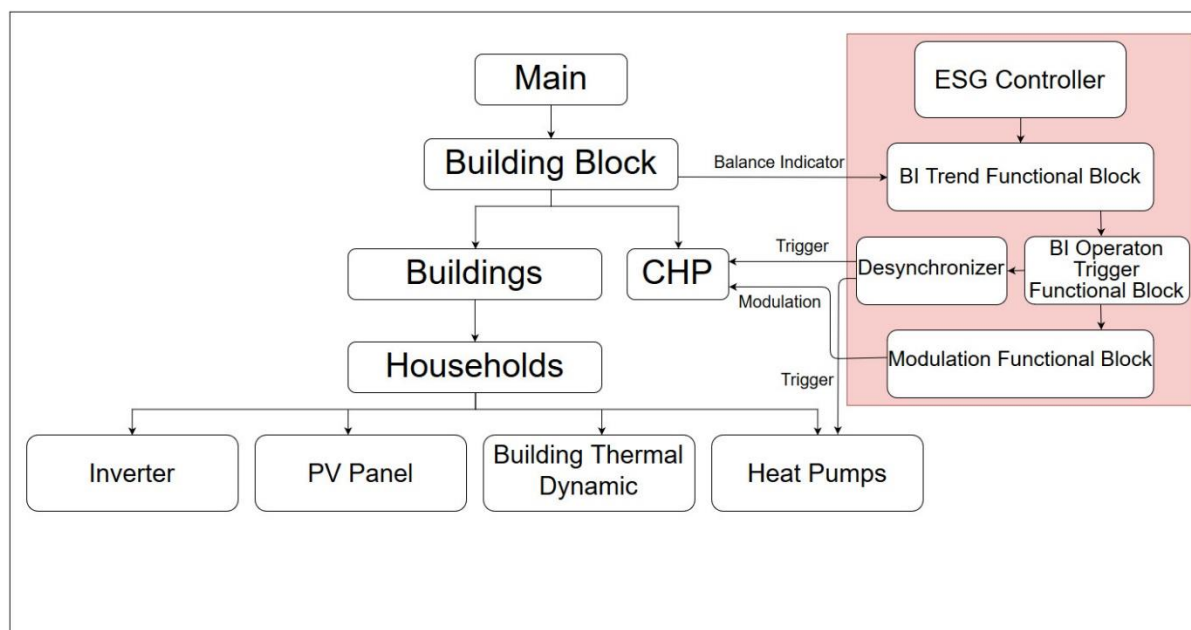 Main
ESG Controller
Building Block
Balance Indicator
BI Trend Functional Block
Buildings
CHP
Trigger
Desynchronizer
BI Operaton
Trigger
Functional Block
Modulation
Households
Modulation Functional Block
Trigger
Inverter
PV Panel
Building Thermal
Dynamic
Heat Pumps